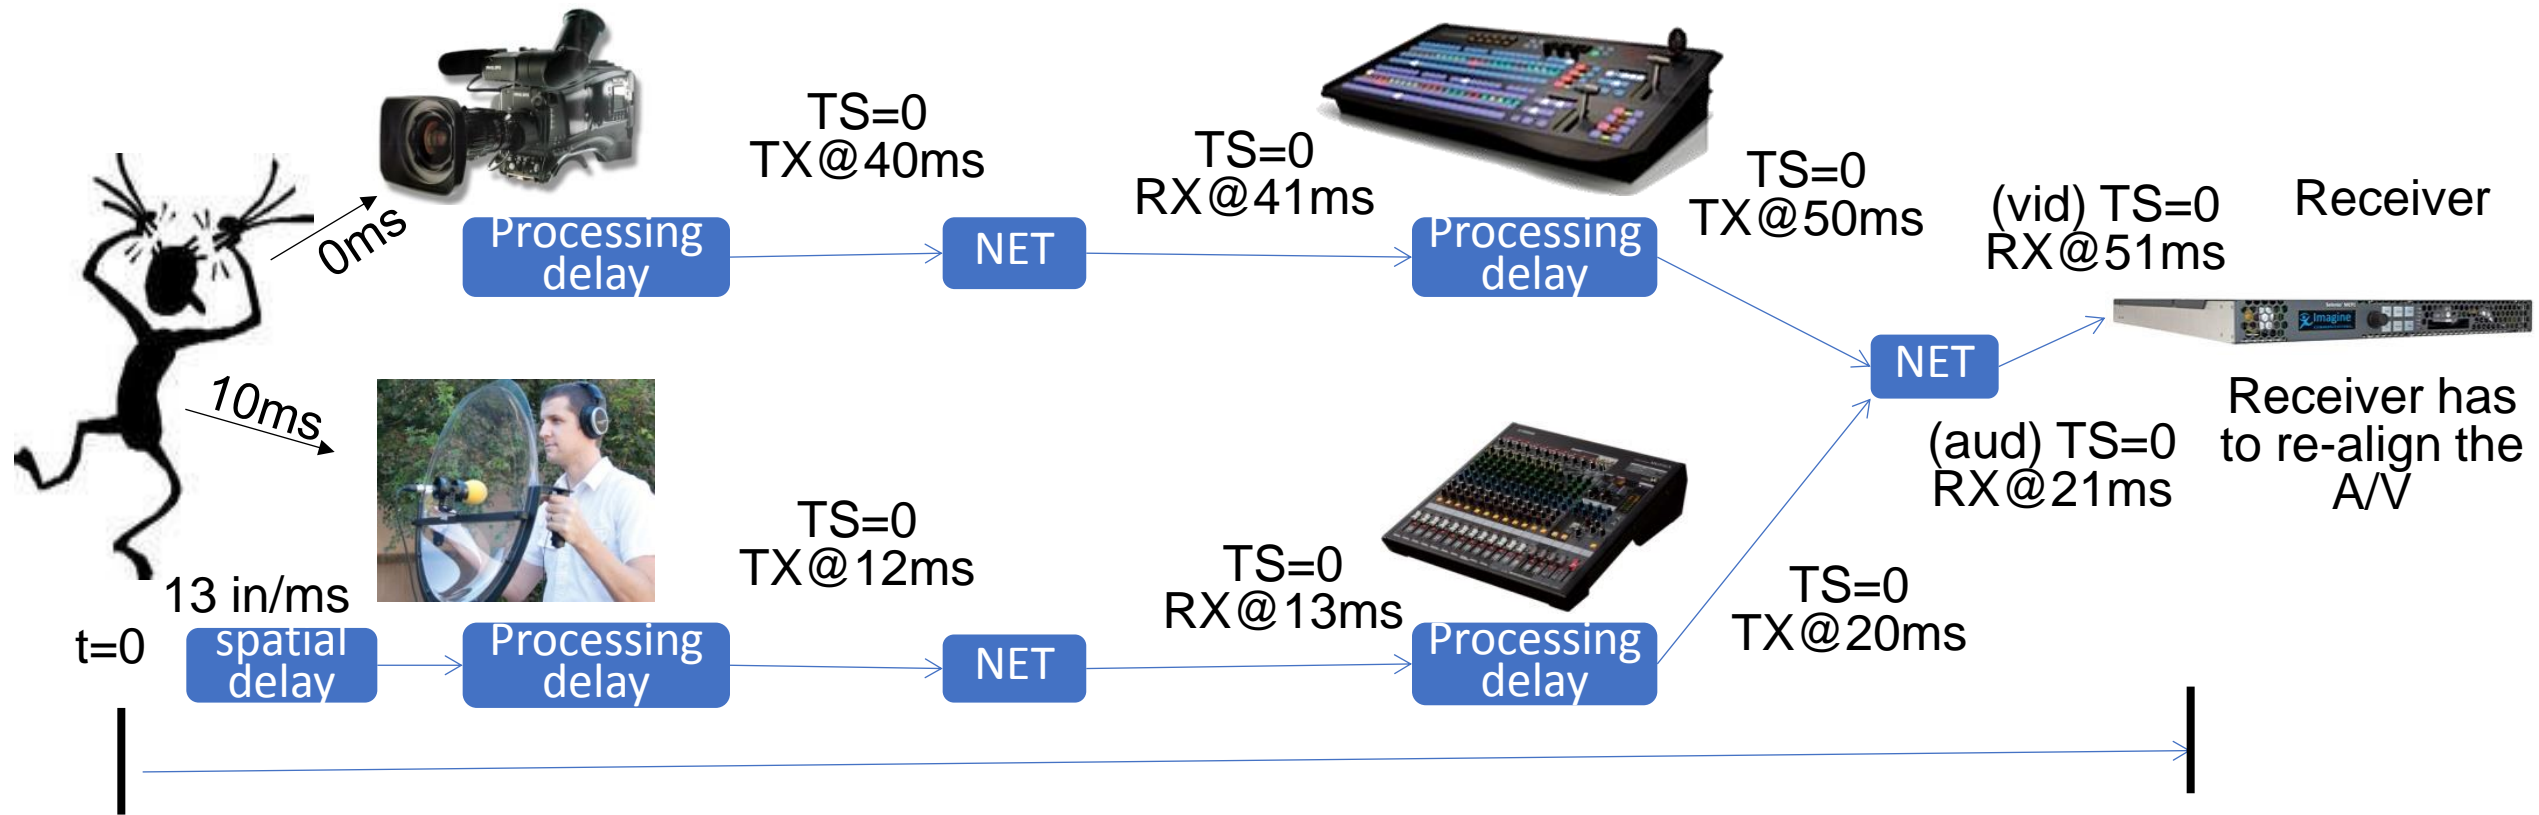 TS=0
TX@40ms
TS=0
RX@41ms
TS=0
TX@50ms
(vid) TS=0
RX@51ms
Receiver
0ms
Processing
delay
NET
Processing
delay
Imagine
NET
10ms
Receiver has
to re-align the
A/V
(aud) TS=0
RX@21ms
TS=0
TX@12ms
TS=0
RX@13ms
TS=0
TX@20ms
13 in/ms
t=0
spatial
delay
Processing
delay
NET
Processing
delay